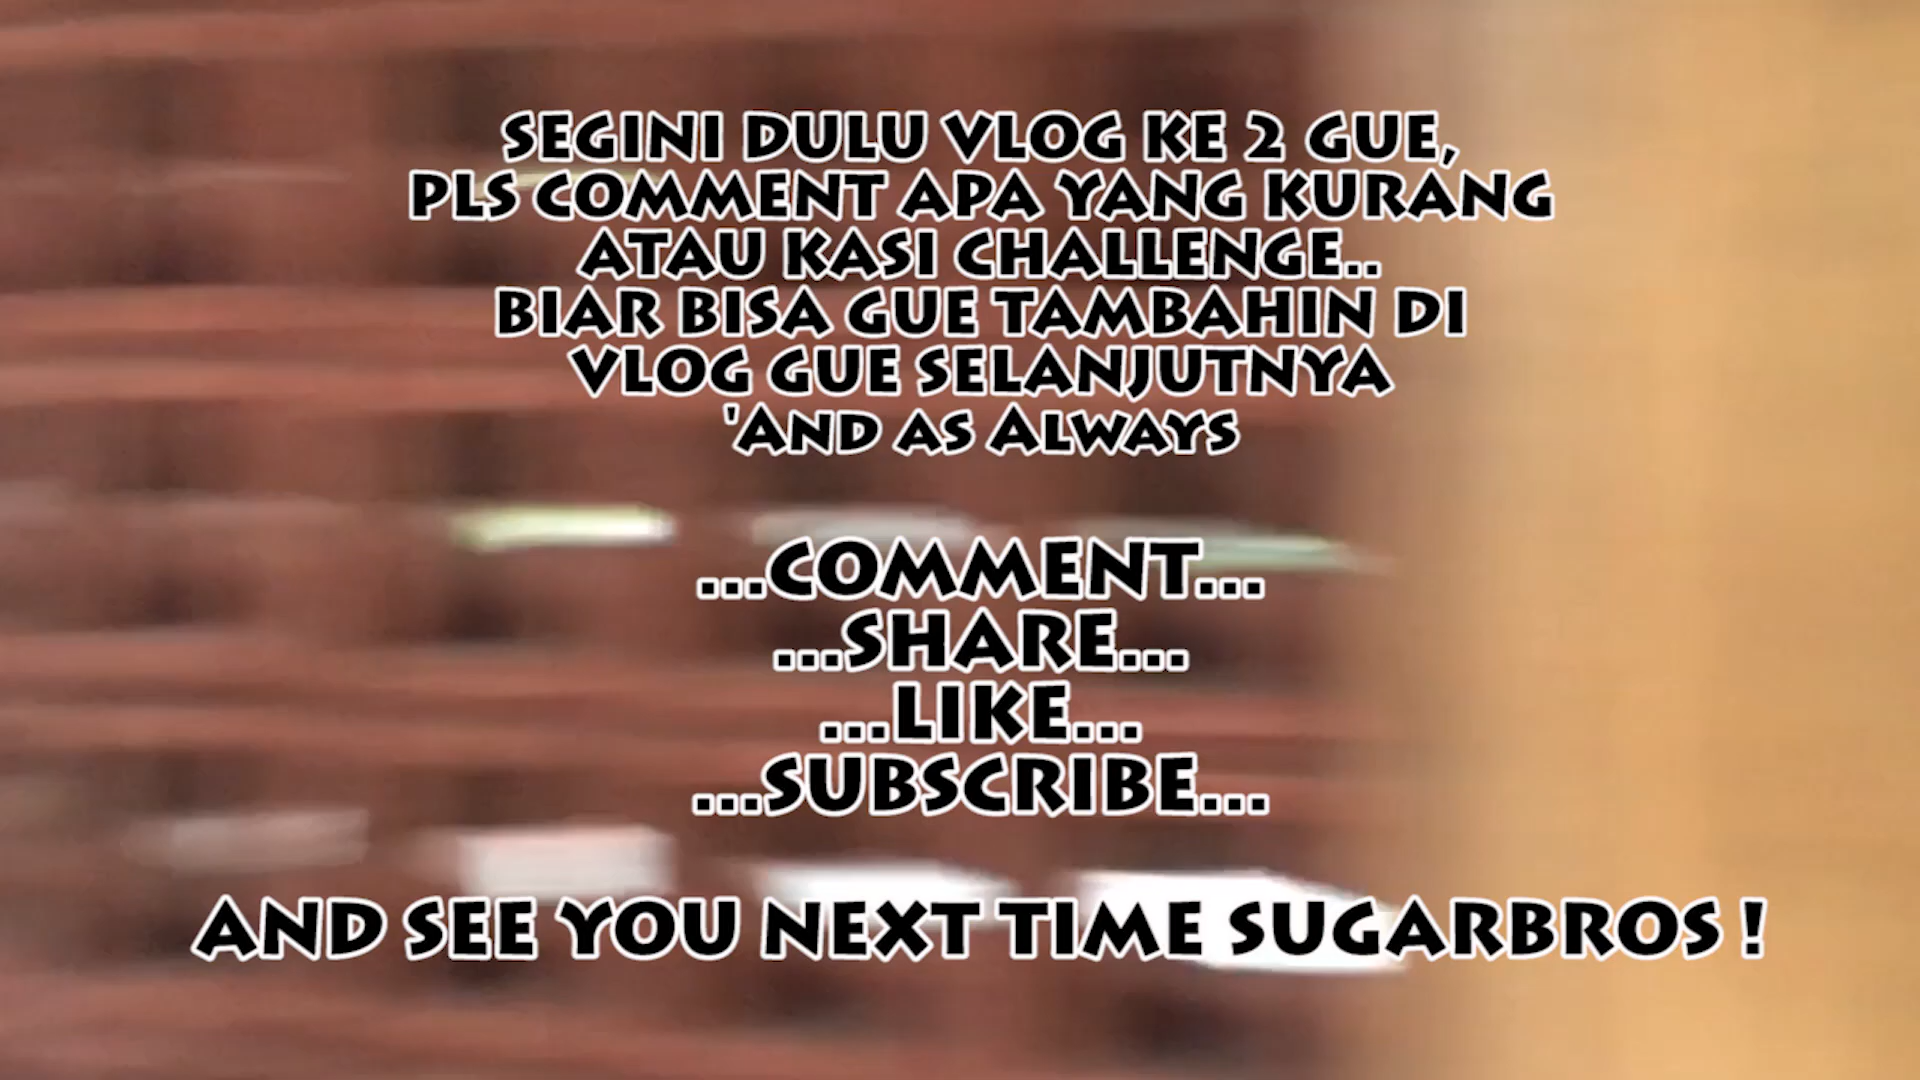 SEGINI DULU VLOG KE 2 GUE,
PLS COMMENT APA YANG KURANG
ATAU KASI CHALLENGE..
BIAR BISA GUE TAMBAHIN DI
VLOG GUE SELANJUTNYA
'AND AS ALWAYS
...COMMENT...
...SHARE...
...LIKE...
...SUBSCRIBE...
AND SEE YOU NEXT TIME SUGARBROS !